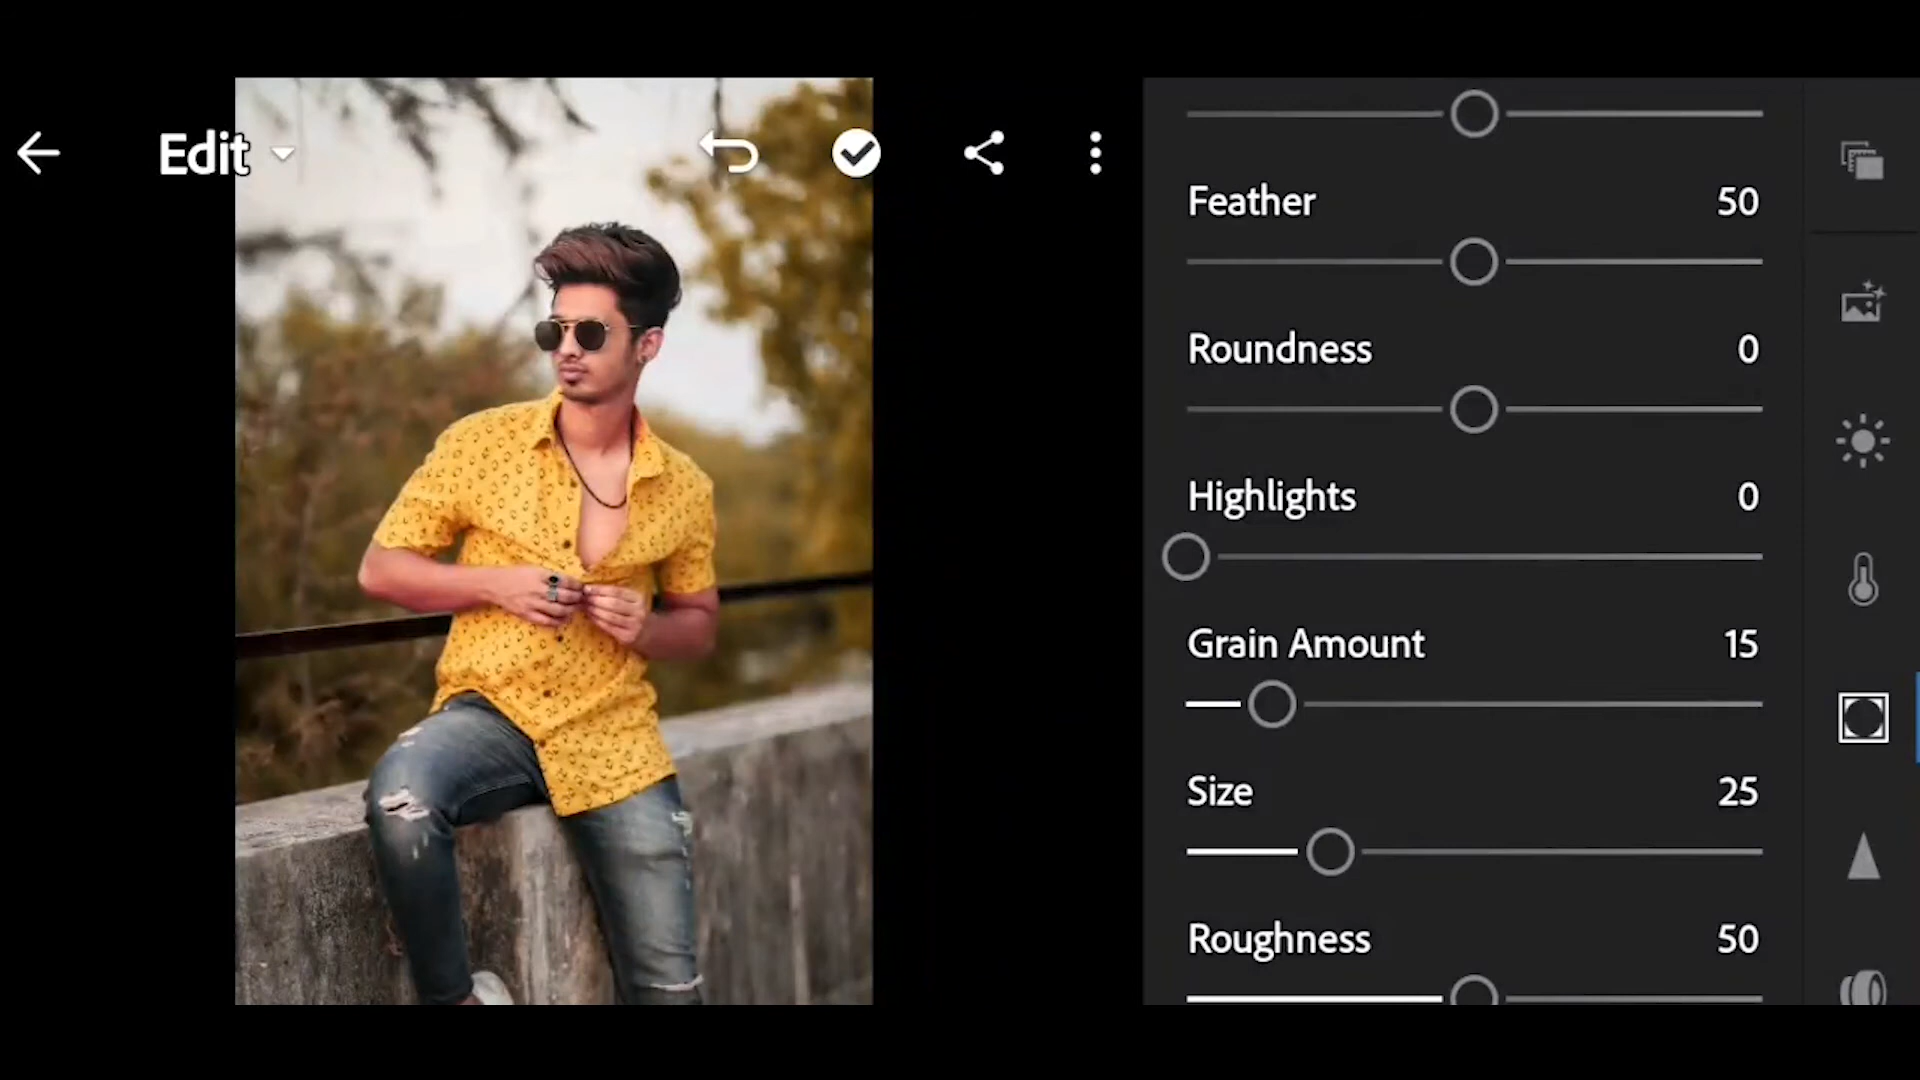 Edit
Feather 50
Roundness 0
Highlights 0
Grain Amount 15
Size 25
Roughness 50